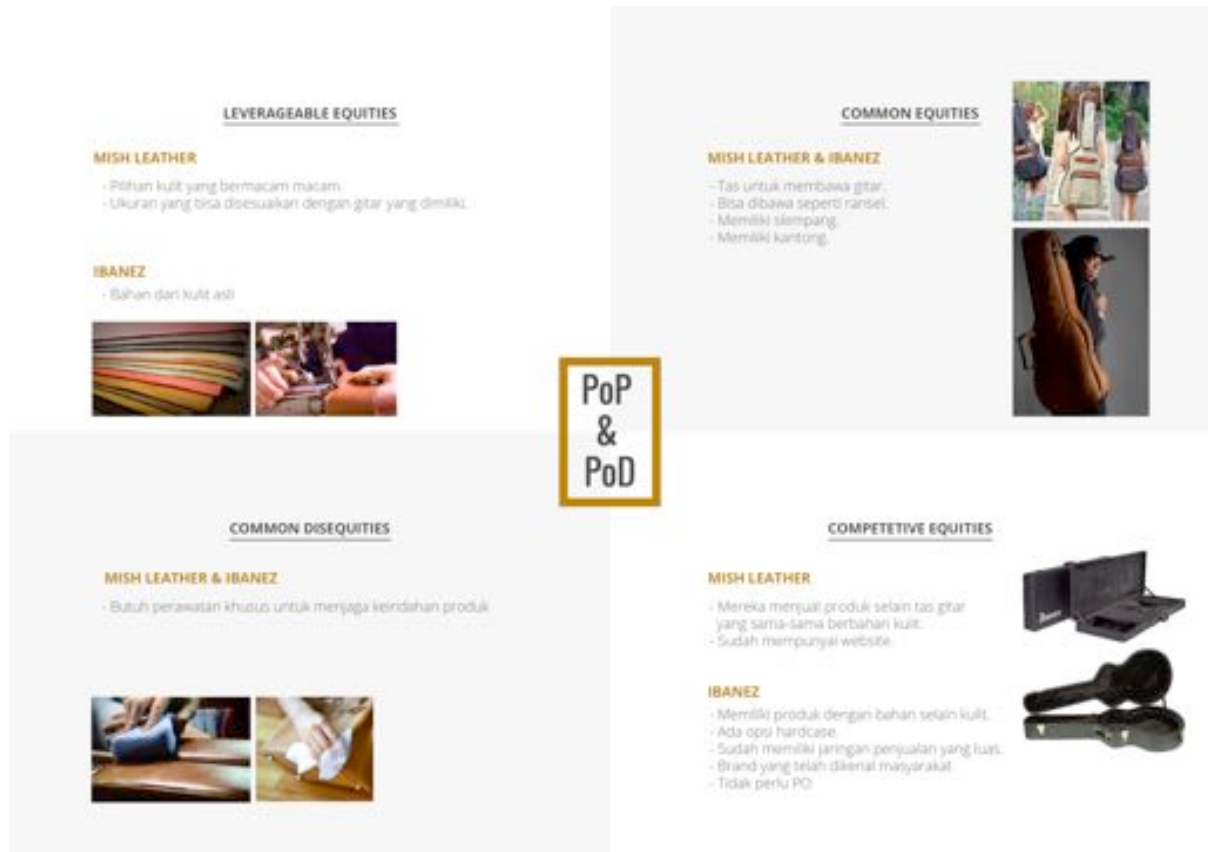 LEVERAGEABLE EQUITIES
MISH LEATHER
- Pilihan kulit yang bermacam macam.
- Ukuran yang bisa disesuaikan dengan gitar yang dimiliki.
IBANEZ
- Bahan dari kulit asli
COMMON EQUITIES
MISH LEATHER & IBANEZ
- Tas untuk membawa gitar.
- Bisa dibawa seperti ransel.
- Memiliki slempang.
- Memiliki kantong.
PoP
&
PoD
COMMON DISEQUITIES
MISH LEATHER & IBANEZ
- Butuh perawatan khusus untuk menjaga keindahan produk
COMPETETIVE EQUITIES
MISH LEATHER
- Mereka menjual produk selain tas gitar
yang sama-sama berbahan kulit.
- Sudah mempunyai website.
IBANEZ
- Memiliki produk dengan bahan selain kulit.
- Ada opsi hardcase.
- Sudah memiliki jaringan penjualan yang luas.
- Brand yang telah dikenal masyarakat
- Tidak perlu PO